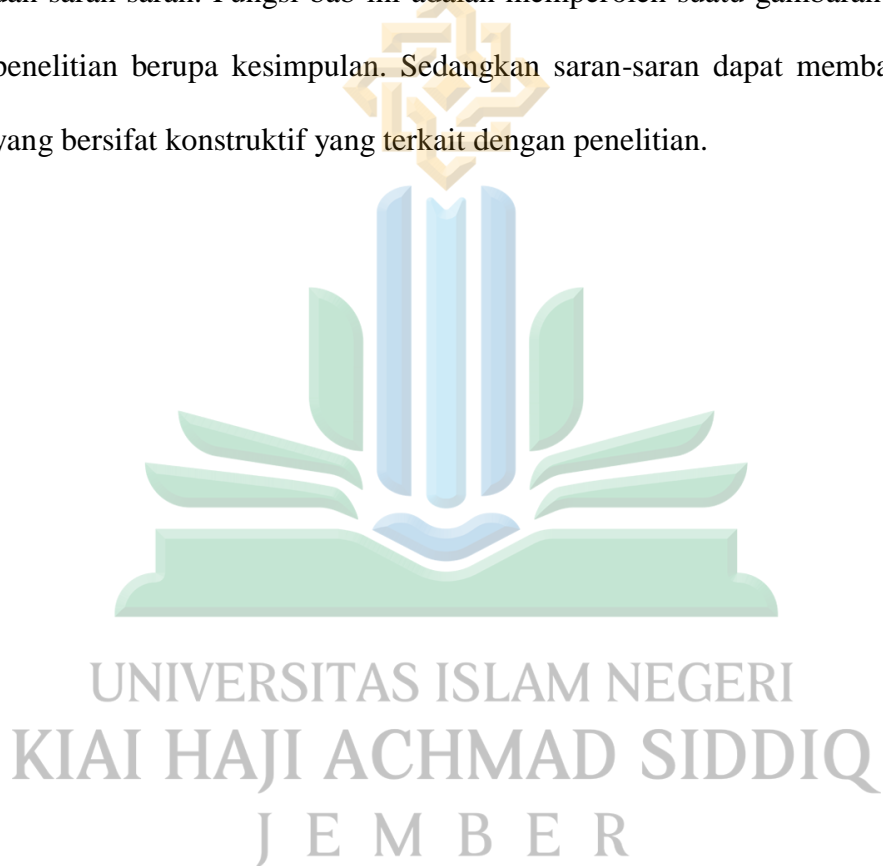 dan saran-saran. Fungsi bab ini adalah memperoleh suatu gambaran
penelitian berupa kesimpulan. Sedangkan saran-saran dapat memba
yang bersifat konstruktif yang terkait dengan penelitian.
UNIVERSITAS ISLAM NEGERI
KIAI HAJI ACHMAD SIDDIQ
JEMBER